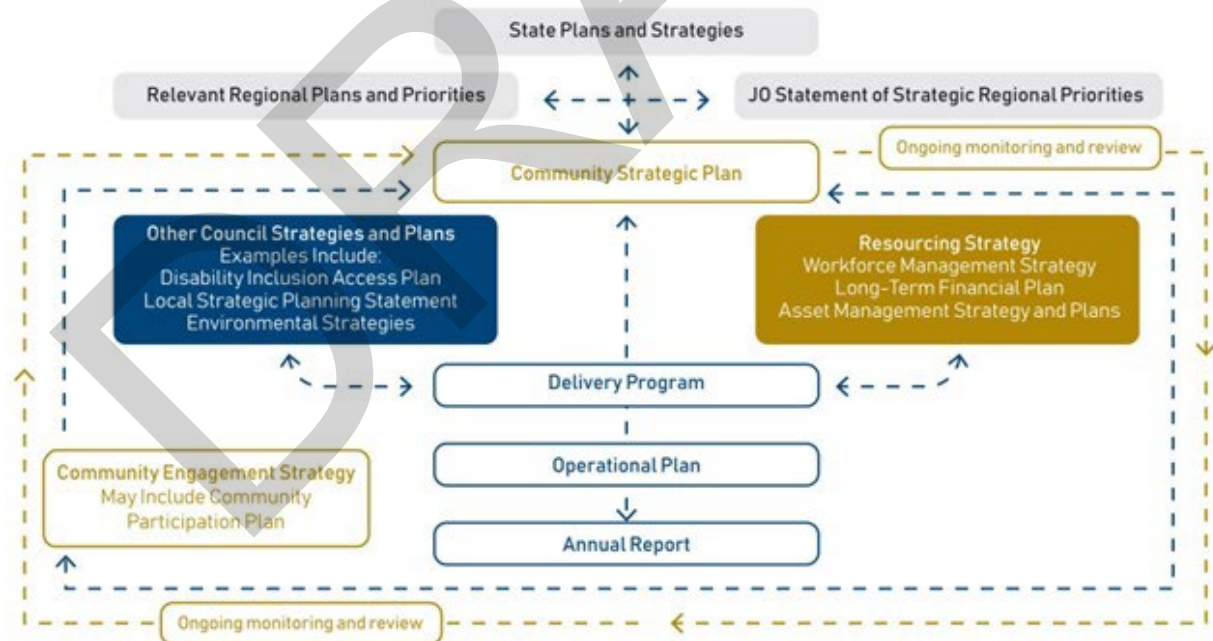 State Plans and Strategies
Relevant Regional Plans and Priorities
JO Statement of Strategic Regional Priorities
Ongoing monitoring and review
Community Strategic Plan
Other Council Strategies and Plans
Examples Include:
Disability Inclusion Access Plan
Local Strategic Planning Statement
Environmental Strategies
Resourcing Strategy
Workforce Management Strategy
Long-Term Financial Plan
Asset Management Strategy and Plans
Delivery Program
Community Engagement Strategy
May Include Community
Participation Plan
Operational Plan
Annual Report
Ongoing monitoring and review